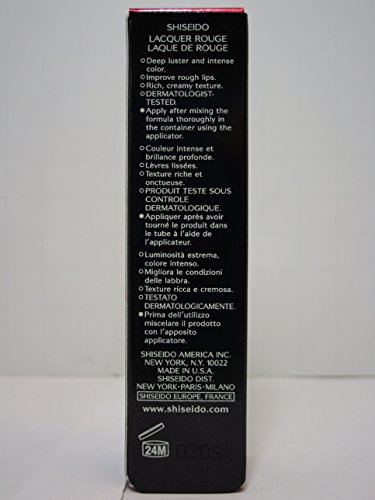 SHISEIDO
LACQUER ROUGE
LAQUE DE ROUGE
○Deep luster and intense
color.
○Improve rough lips.
○Rich, creamy texture.
○DERMATOLOGIST-
TESTED.
●Apply after mixing the
formula thoroughly in
the container using the
applicator.
○Couleur intense et
brillance profonde.
○Lèvres lissées.
○Texture riche et
onctueuse.
○PRODUIT TESTE SOUS
CONTROLE
DERMATOLOGIQUE.
●Appliquer après avoir
tourné le produit dans
le tube à l'aide de
l'applicateur.
○Luminosità estrema,
colore intenso.
○Migliora le condizioni
delle labbra.
○Texture ricca e cremosa.
○TESTATO
DERMATOLOGICAMENTE.
●Prima dell'utilizzo
miscelare il prodotto
con l'apposito
applicatore.
SHISEIDO AMERICA INC.
NEW YORK, N.Y. 10022
MADE IN U.S.A.
SHISEIDO DIST.
NEW YORK-PARIS-MILANO
SHISEIDO EUROPE, FRANCE
www.shiseido.com
24M